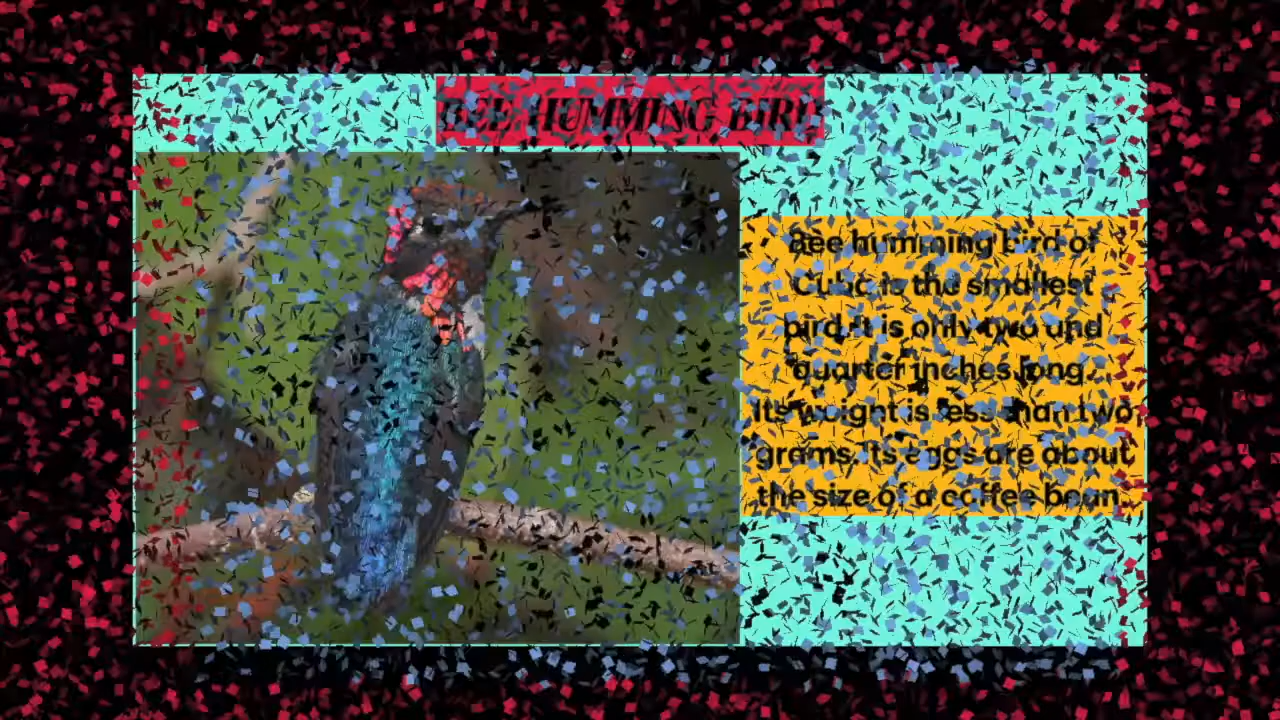 BEE HUMMING BIRD
Bee humming bird of
Cuba is the smallest
bird.It is only two and
quarter inches long.
Its weight is less than two
grams. Its eggs are about
the size of a coffee bean.